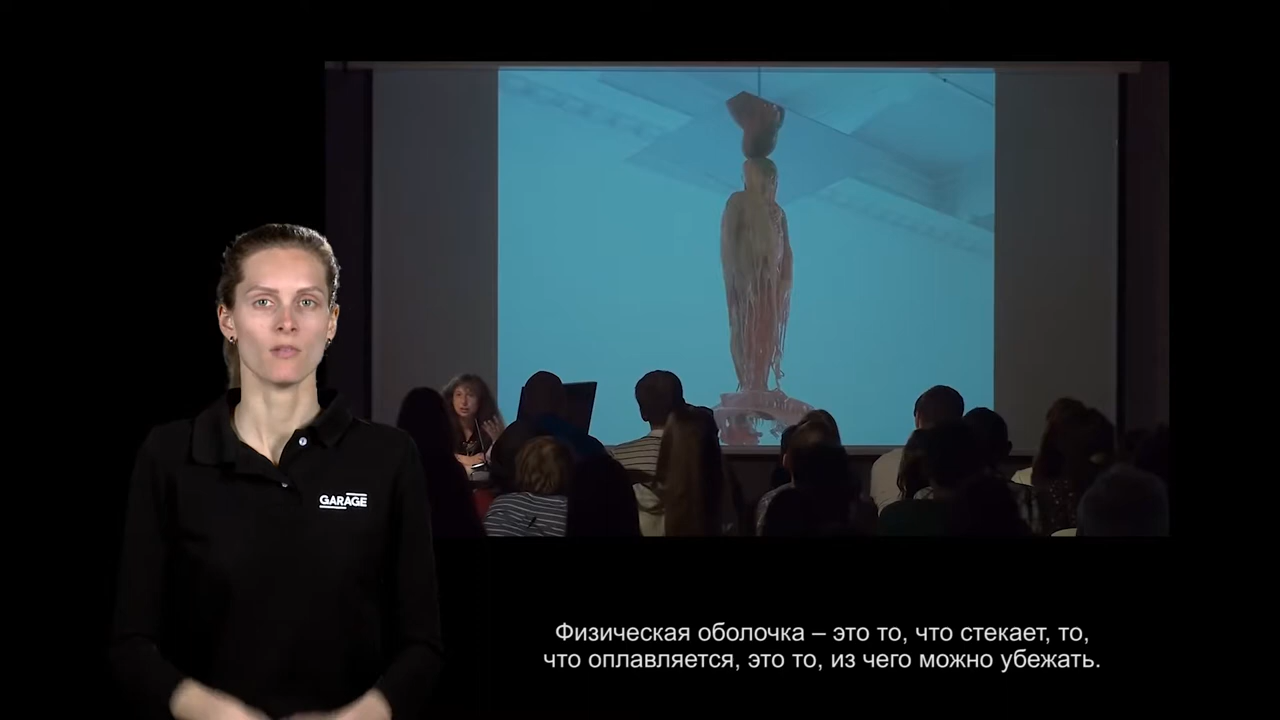 GARAGE
Физическая оболочка – это то, что стекает, то,
что оплавляется, это то, из чего можно убежать.